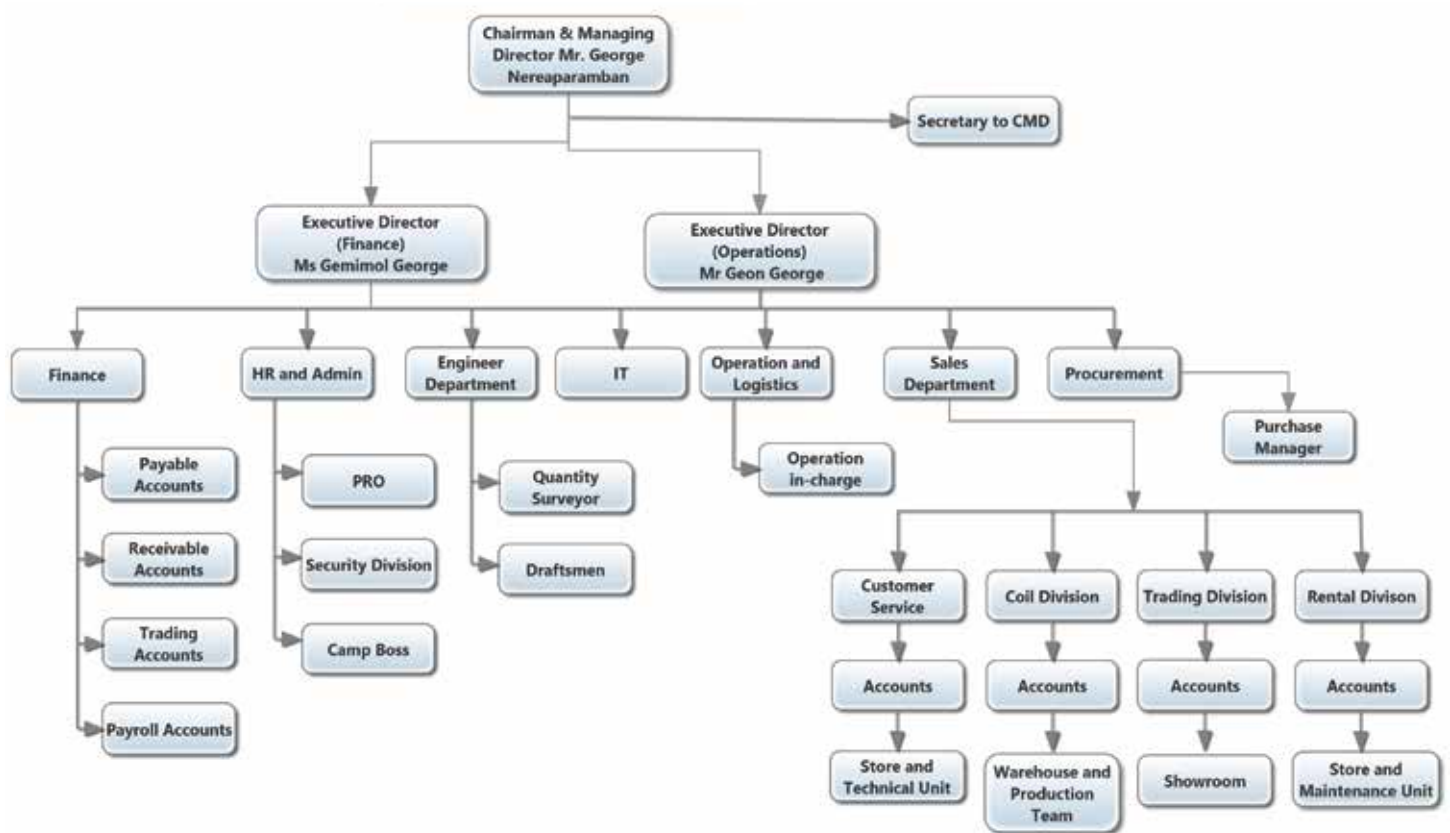 Chairman & Managing
Director Mr. George
Nereaparamban
Secretary to CMD
Executive Director
(Finance)
Ms Gemimol George
Executive Director
(Operations)
Mr Geon George
Finance
HR and Admin
Engineer
Department
IT
Operation and
Logistics
Sales
Department
Procurement
Purchase
Manager
Payable
Accounts
Receivable
Accounts
Trading
Accounts
Payroll Accounts
PRO
Security Division
Camp Boss
Quantity
Surveyor
Draftsmen
Operation
in-charge
Customer
Service
Coil Division
Trading Division
Rental Divison
Accounts
Accounts
Accounts
Accounts
Store and
Technical Unit
Warehouse and
Production
Team
Showroom
Store and
Maintenance Unit